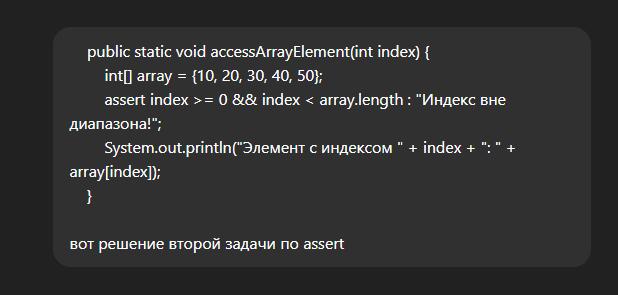 public static void accessArrayElement(int index) {
int[] array = {10, 20, 30, 40, 50};
assert index >= 0 && index < array.length : "Индекс вне
диапазона!";
System.out.println("Элемент с индексом " + index + ": " +
array[index]);
}
вот решение второй задачи по assert